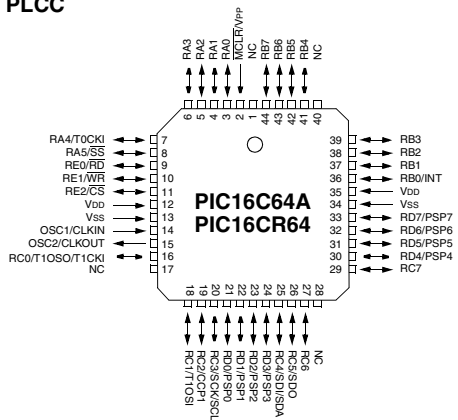 PLCC
RA3
RA2
RA1
RA0
MCLR/VPP
NC
RB7
RB6
RB5
RB4
NC
6
5
4
3
2
1
44
43
42
41
40
RA4/T0CKI 7
RA5/SS 8
RE0/RD 9
RE1/WR 10
RE2/CS 11
VDD 12
VSS 13
OSC1/CLKIN 14
OSC2/CLKOUT 15
RC0/T1OSO/T1CKI 16
NC 17
PIC16C64A
PIC16CR64
39 RB3
38 RB2
37 RB1
36 RB0/INT
35 VDD
34 VSS
33 RD7/PSP7
32 RD6/PSP6
31 RD5/PSP5
30 RD4/PSP4
29 RC7
18
19
20
21
22
23
24
25
26
27
28
RC1/T1OSI
RC2/CCP1
RC3/SCK/SCL
RD0/PSP0
RD1/PSP1
RD2/PSP2
RD3/PSP3
RC4/SDI/SDA
RC5/SDO
RC6
NC